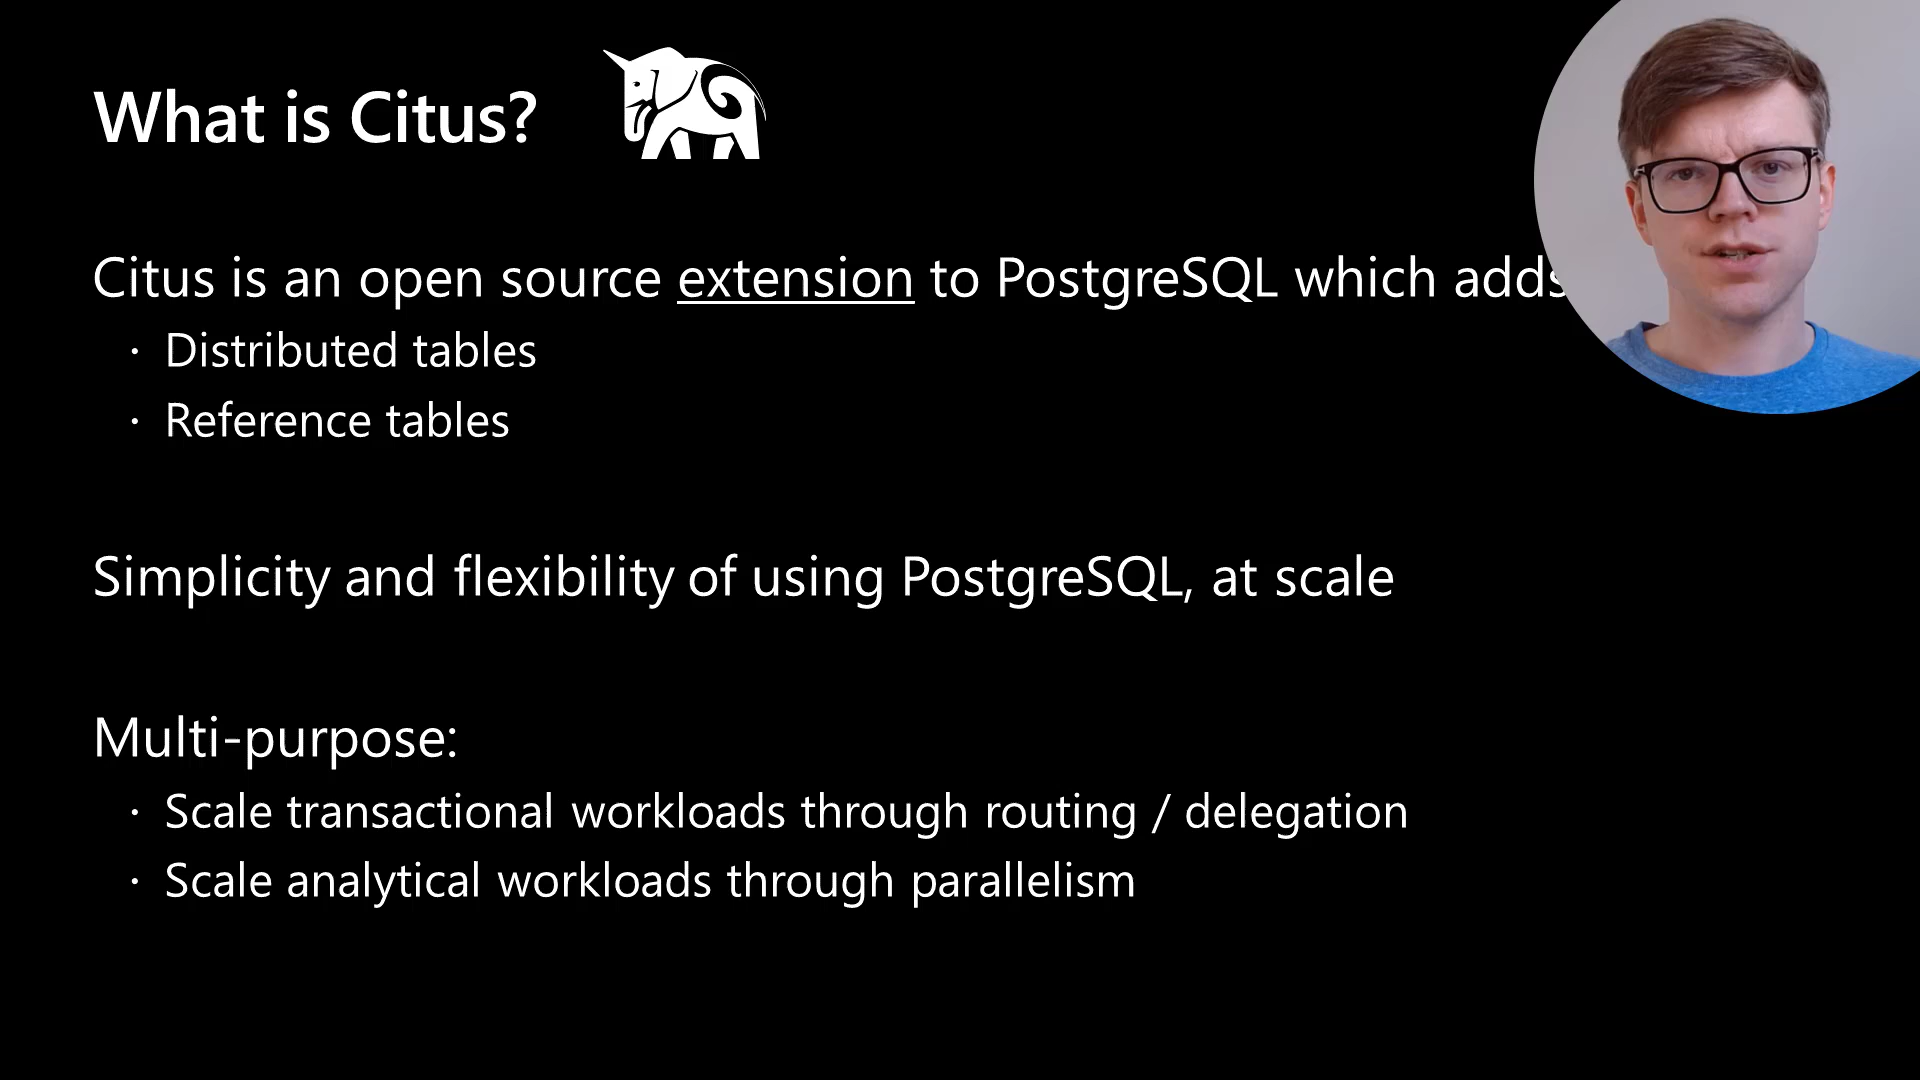 What is Citus?
Citus is an open source extension to PostgreSQL which adds
· Distributed tables
· Reference tables
Simplicity and flexibility of using PostgreSQL, at scale
Multi-purpose:
· Scale transactional workloads through routing / delegation
· Scale analytical workloads through parallelism